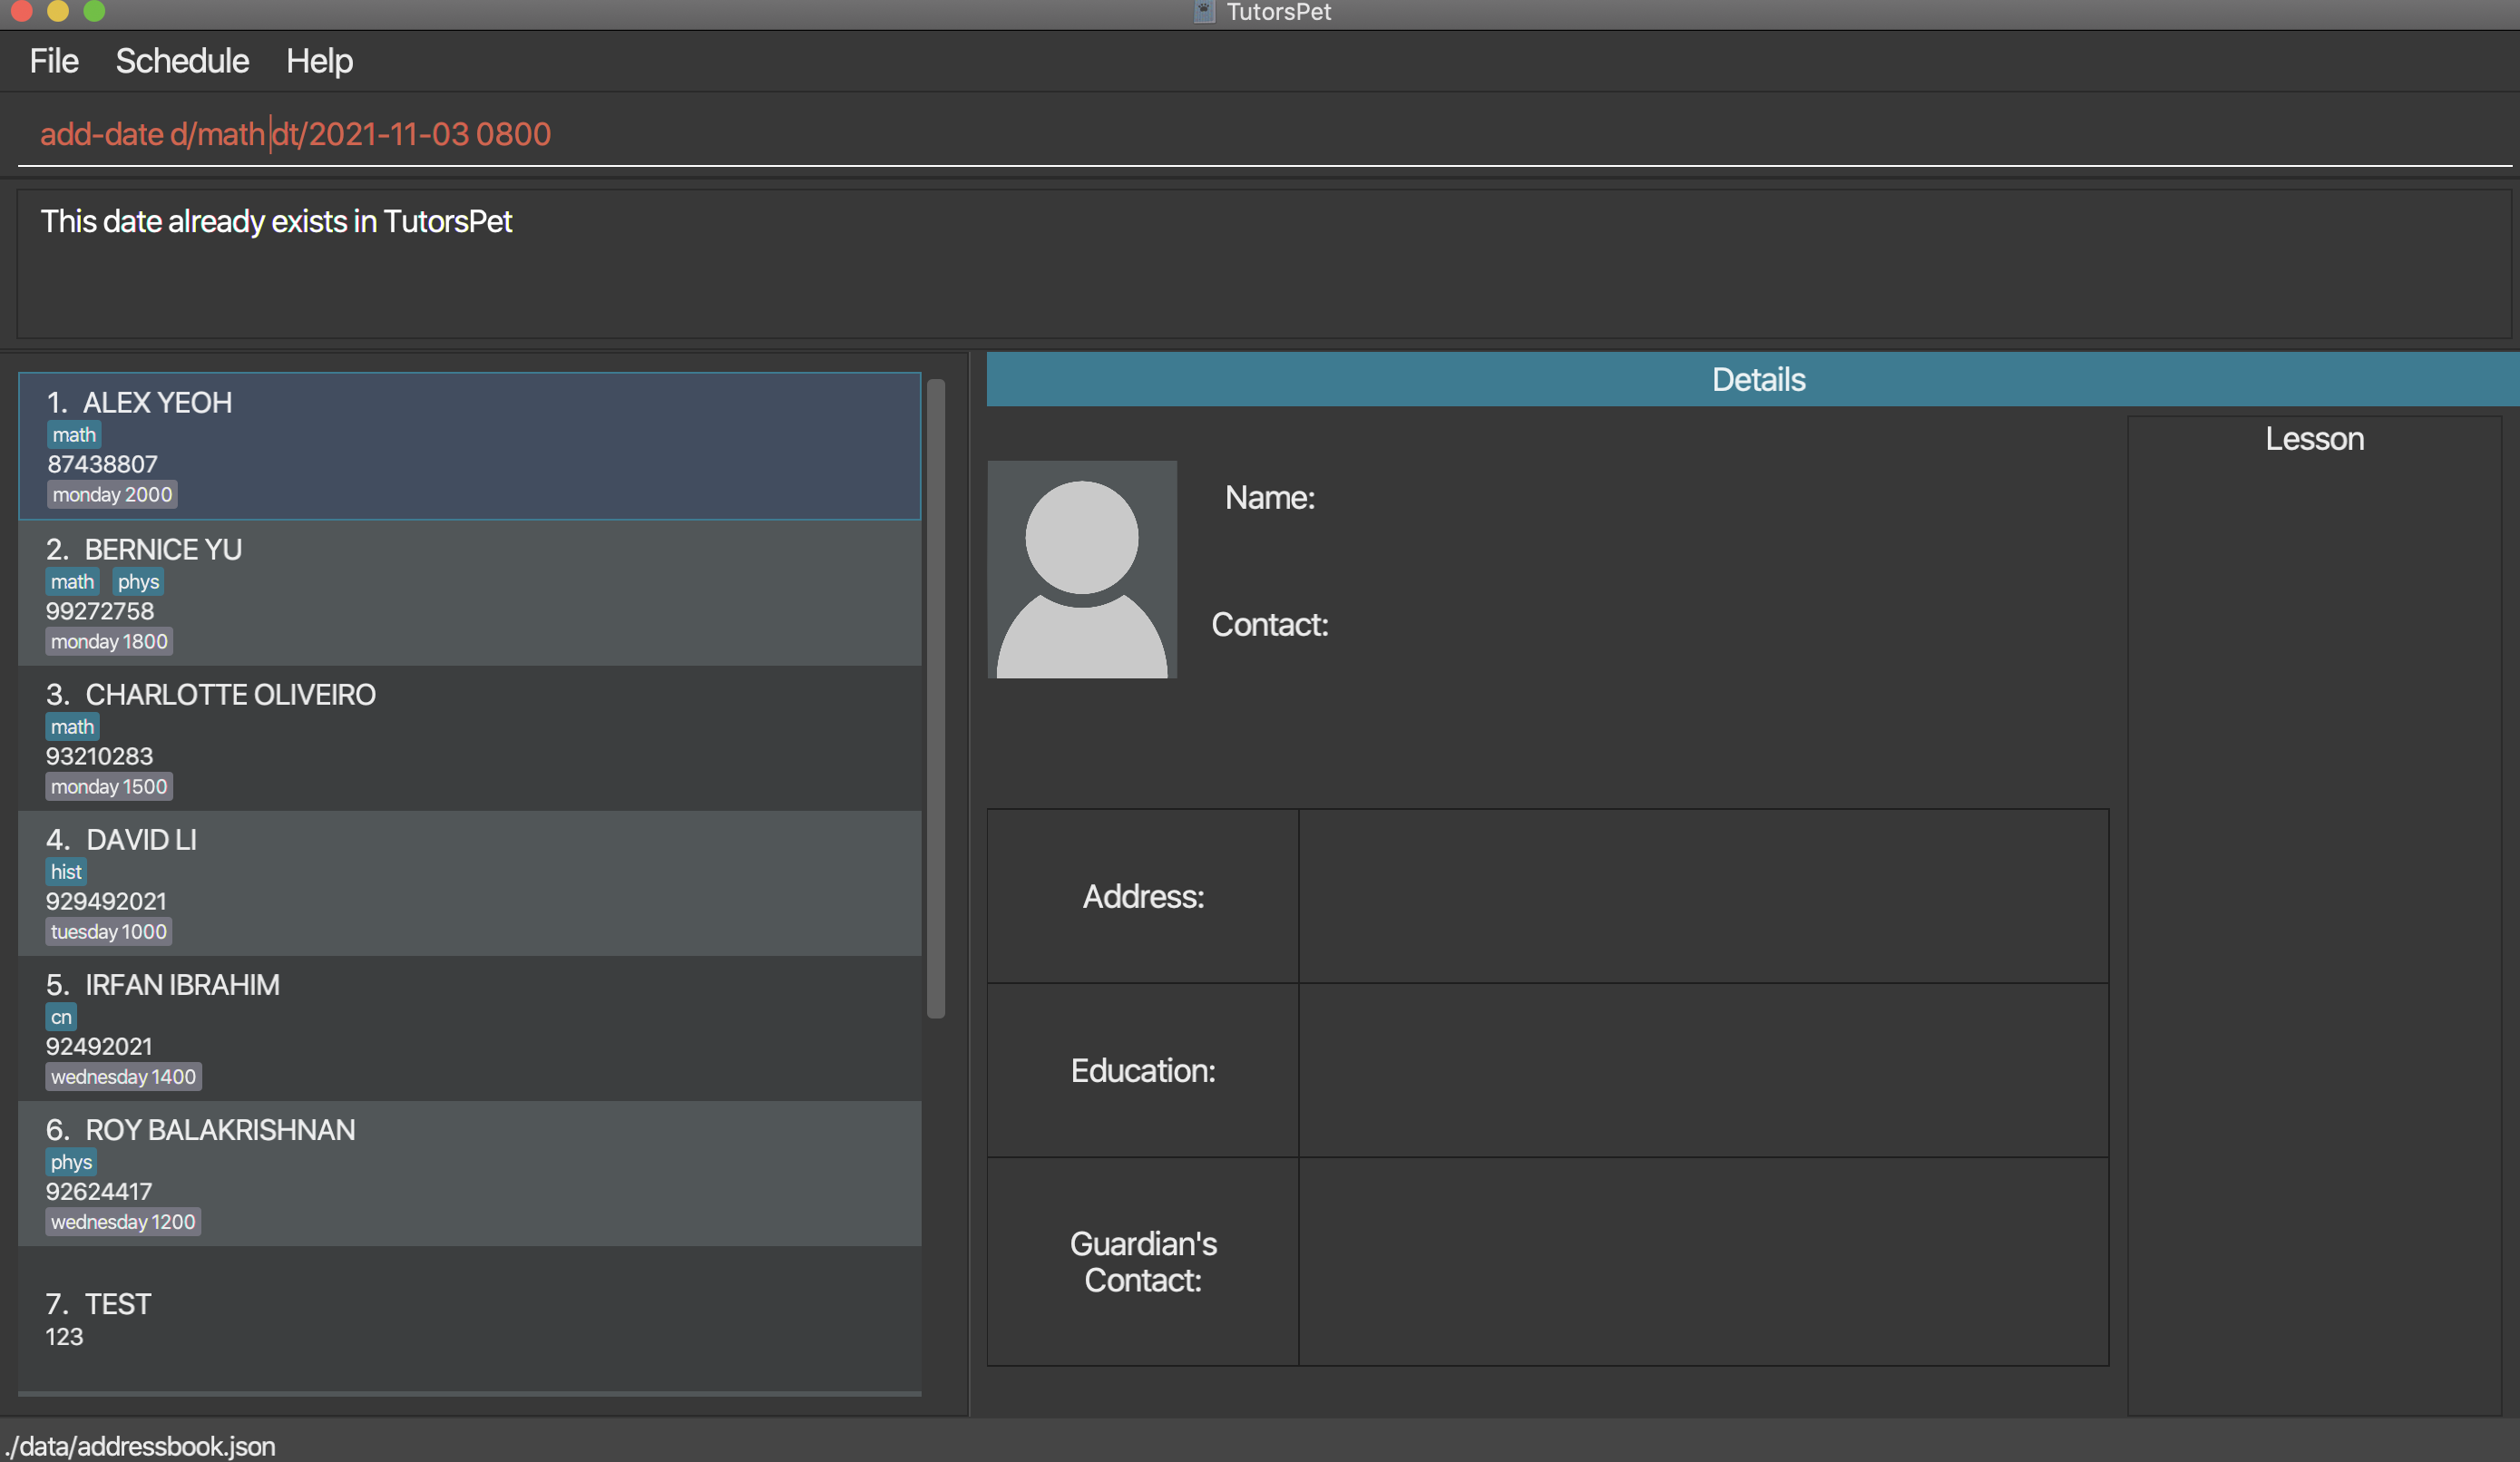 TutorsPet
File Schedule Help
add-date d/math dt/2021-11-03 0800
This date already exists in TutorsPet
1. ALEX YEOH
math
87438807
monday 2000
2. BERNICE YU
math phys
99272758
monday 1800
3. CHARLOTTE OLIVEIRO
math
93210283
monday 1500
4. DAVID LI
hist
929492021
tuesday 1000
5. IRFAN IBRAHIM
cn
92492021
wednesday 1400
6. ROY BALAKRISHNAN
phys
92624417
wednesday 1200
7. TEST
123
Details
Name:
Contact:
Address:
Education:
Guardian's
Contact:
Lesson
./data/addressbook.json